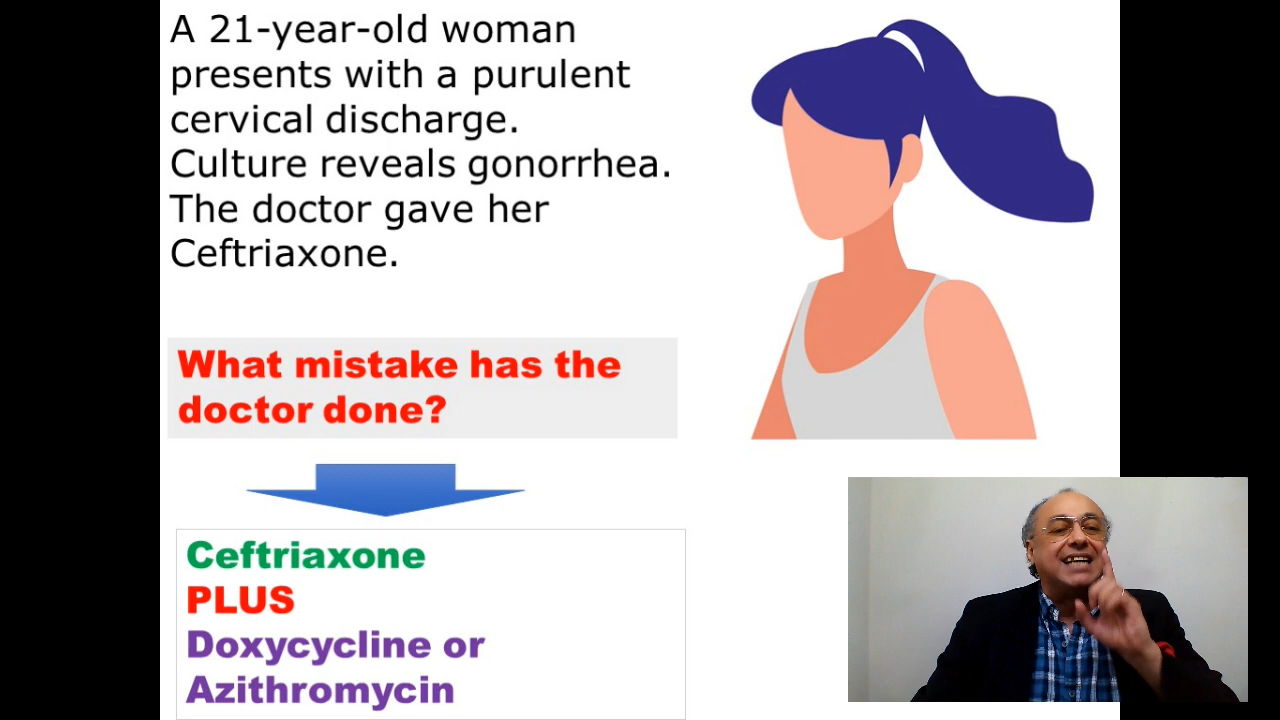 A 21-year-old woman
presents with a purulent
cervical discharge.
Culture reveals gonorrhea.
The doctor gave her
Ceftriaxone.
What mistake has the
doctor done?
Ceftriaxone
PLUS
Doxycycline or
Azithromycin